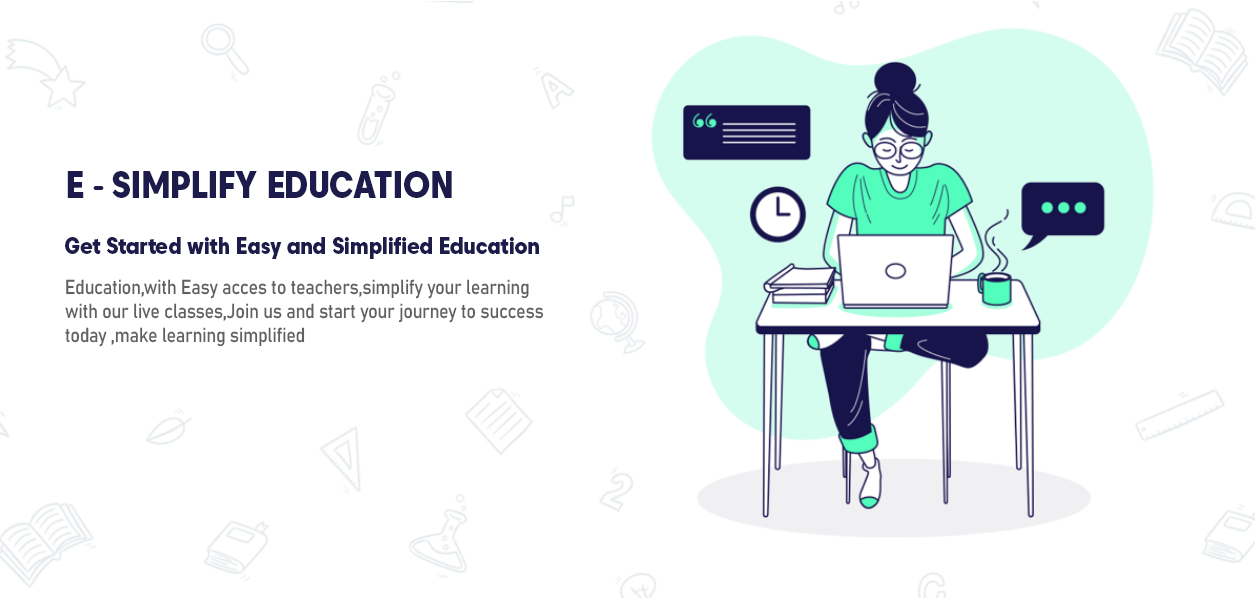 E - SIMPLIFY EDUCATION
Get Started with Easy and Simplified Education
Education,with Easy acces to teachers,simplify your learning
with our live classes,Join us and start your journey to success
today ,make learning simplified
A
2
G